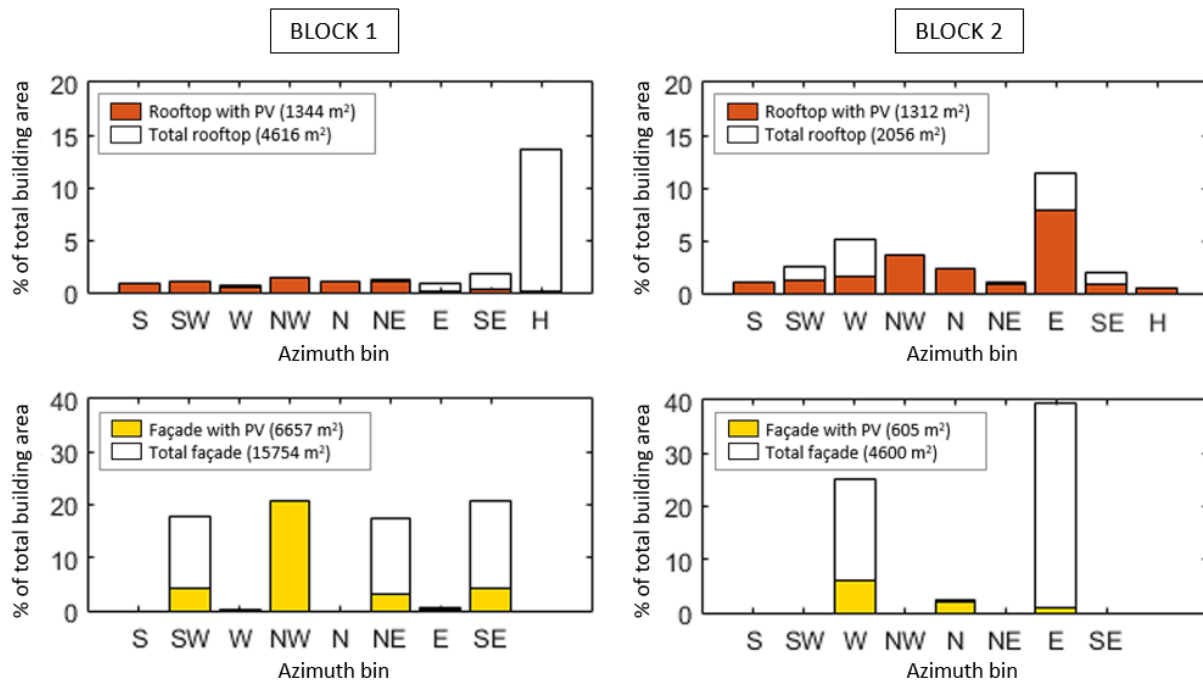 BLOCK 1
BLOCK 2
% of total building area
20
15
10
5
0
Rooftop with PV (1344 m²)
Total rooftop (4616 m²)
S SW W NW N NE E SE H
Azimuth bin
% of total building area
20
15
10
5
0
Rooftop with PV (1312 m²)
Total rooftop (2056 m²)
S SW W NW N NE E SE H
Azimuth bin
% of total building area
40
30
20
10
0
Façade with PV (6657 m²)
Total façade (15754 m²)
S SW W NW N NE E SE
Azimuth bin
% of total building area
40
30
20
10
0
Façade with PV (605 m²)
Total façade (4600 m²)
S SW W NW N NE E SE
Azimuth bin